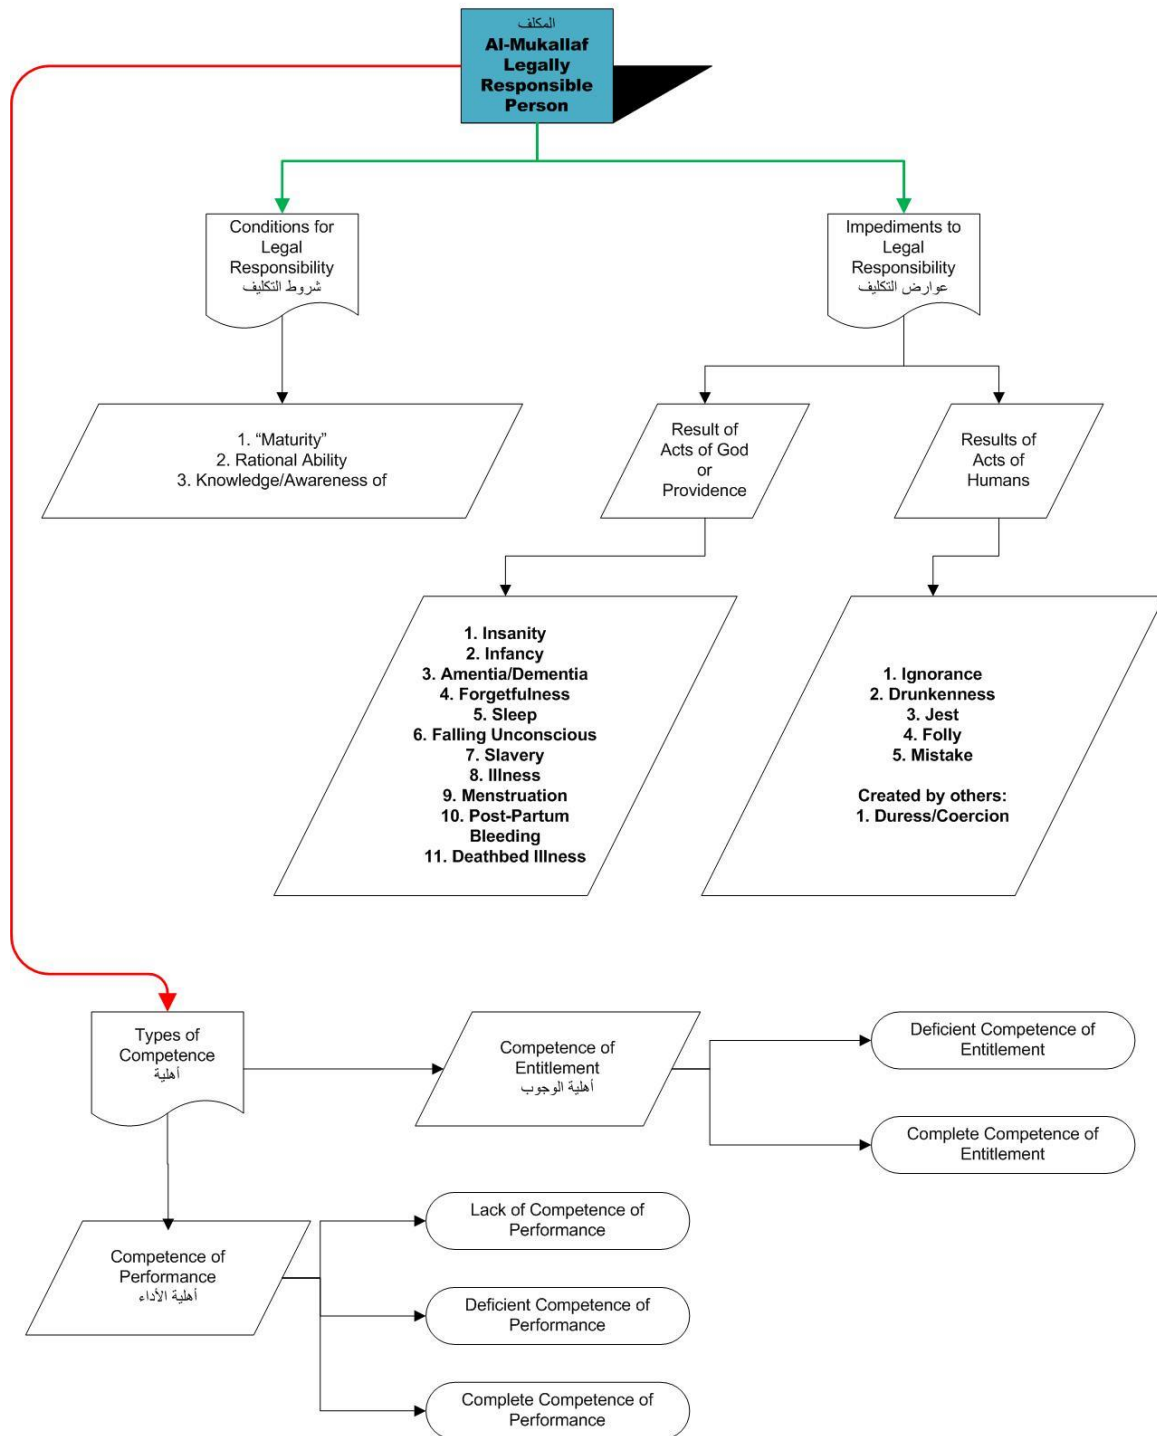 المكلف
Al-Mukallaf
Legally
Responsible
Person
Conditions for
Legal
Responsibility
شروط التكليف
Impediments to
Legal
Responsibility
عوارض التكليف
1. “Maturity”
2. Rational Ability
3. Knowledge/Awareness of
Result of
Acts of God
or
Providence
Results of
Acts of
Humans
1. Insanity
2. Infancy
3. Amentia/Dementia
4. Forgetfulness
5. Sleep
6. Falling Unconscious
7. Slavery
8. Illness
9. Menstruation
10. Post-Partum
Bleeding
11. Deathbed Illness
1. Ignorance
2. Drunkenness
3. Jest
4. Folly
5. Mistake
Created by others:
1. Duress/Coercion
Types of
Competence
أهلية
Competence of
Entitlement
أهلية الوجوب
Deficient Competence of
Entitlement
Complete Competence of
Entitlement
Competence of
Performance
أهلية الأداء
Lack of Competence of
Performance
Deficient Competence of
Performance
Complete Competence of
Performance